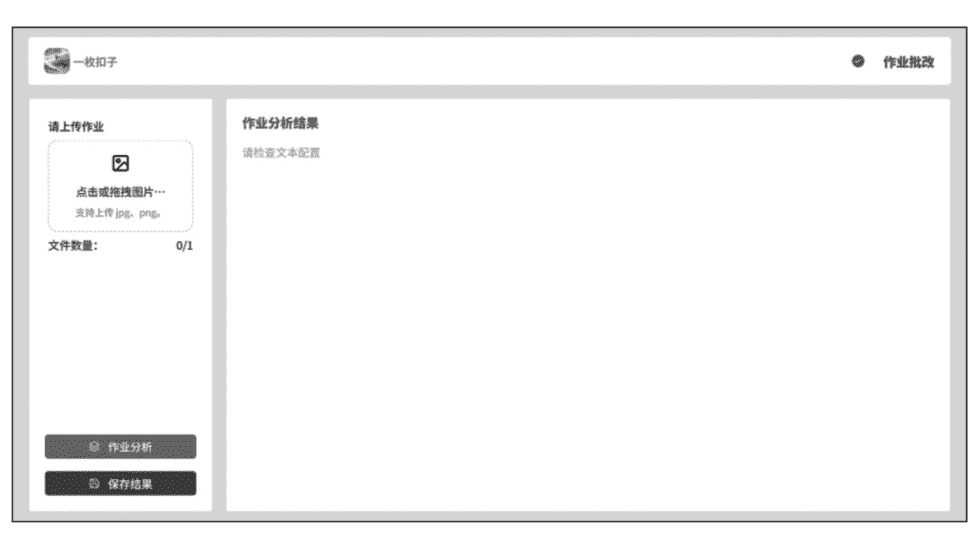 一枚扣子
作业批改
请上传作业
点击或拖拽图片…
支持上传 jpg、png。
文件数量： 0/1
作业分析
保存结果
作业分析结果
请检查文本配置